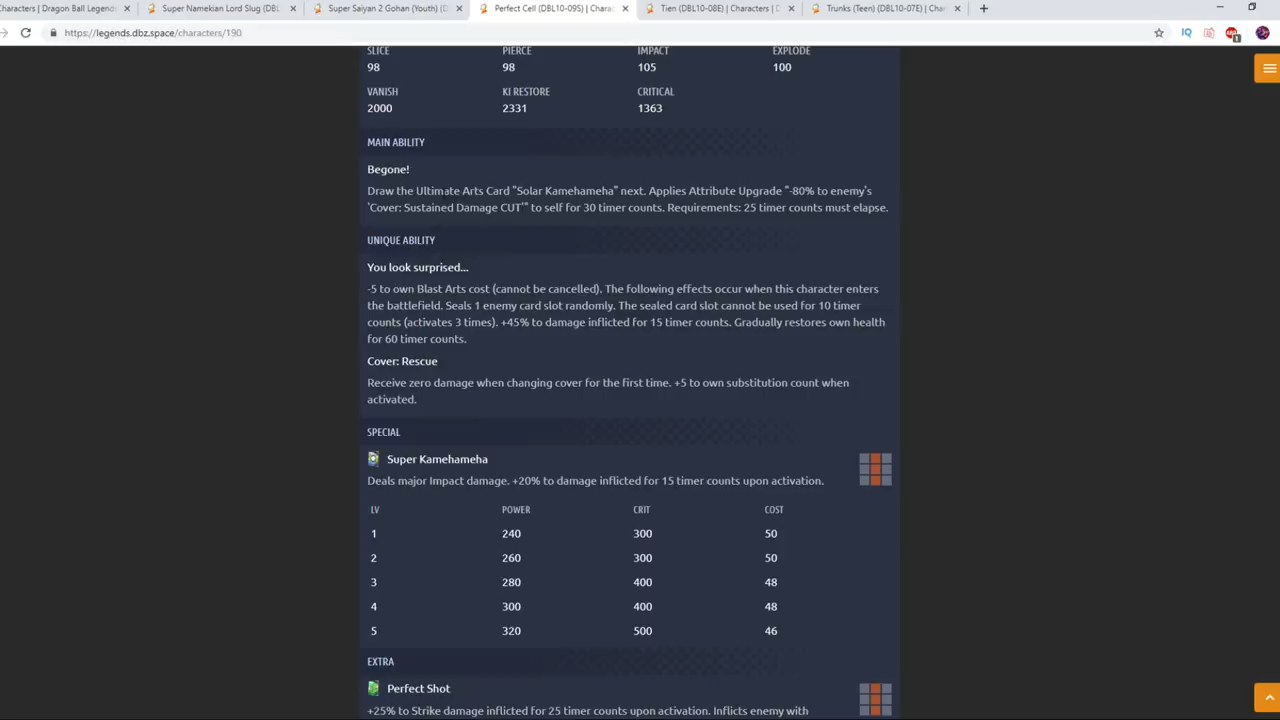 Characters | Dragon Ball Legend
Super Namekian Lord Slug (DBL
Super Saiyan 2 Gohan (Youth) (D
Perfect Cell (DBL10-09S) | Charac
Tien (DBL10-08E) | Characters | D
Trunks (Teen) (DBL10-07E) | Char
https://legends.dbz.space/characters/190
IQ
1
SLICE PIERCE IMPACT EXPLODE
98 98 105 100
VANISH KI RESTORE CRITICAL
2000 2331 1363
MAIN ABILITY
Begone!
Draw the Ultimate Arts Card "Solar Kamehameha" next. Applies Attribute Upgrade "-80% to enemy's
'Cover: Sustained Damage CUT'" to self for 30 timer counts. Requirements: 25 timer counts must elapse.
UNIQUE ABILITY
You look surprised...
-5 to own Blast Arts cost (cannot be cancelled). The following effects occur when this character enters
the battlefield. Seals 1 enemy card slot randomly. The sealed card slot cannot be used for 10 timer
counts (activates 3 times). +45% to damage inflicted for 15 timer counts. Gradually restores own health
for 60 timer counts.
Cover: Rescue
Receive zero damage when changing cover for the first time. +5 to own substitution count when
activated.
SPECIAL
Super Kamehameha
Deals major Impact damage. +20% to damage inflicted for 15 timer counts upon activation.
LV POWER CRIT COST
1 240 300 50
2 260 300 50
3 280 400 48
4 300 400 48
5 320 500 46
EXTRA
Perfect Shot
+25% to Strike damage inflicted for 25 timer counts upon activation. Inflicts enemy with